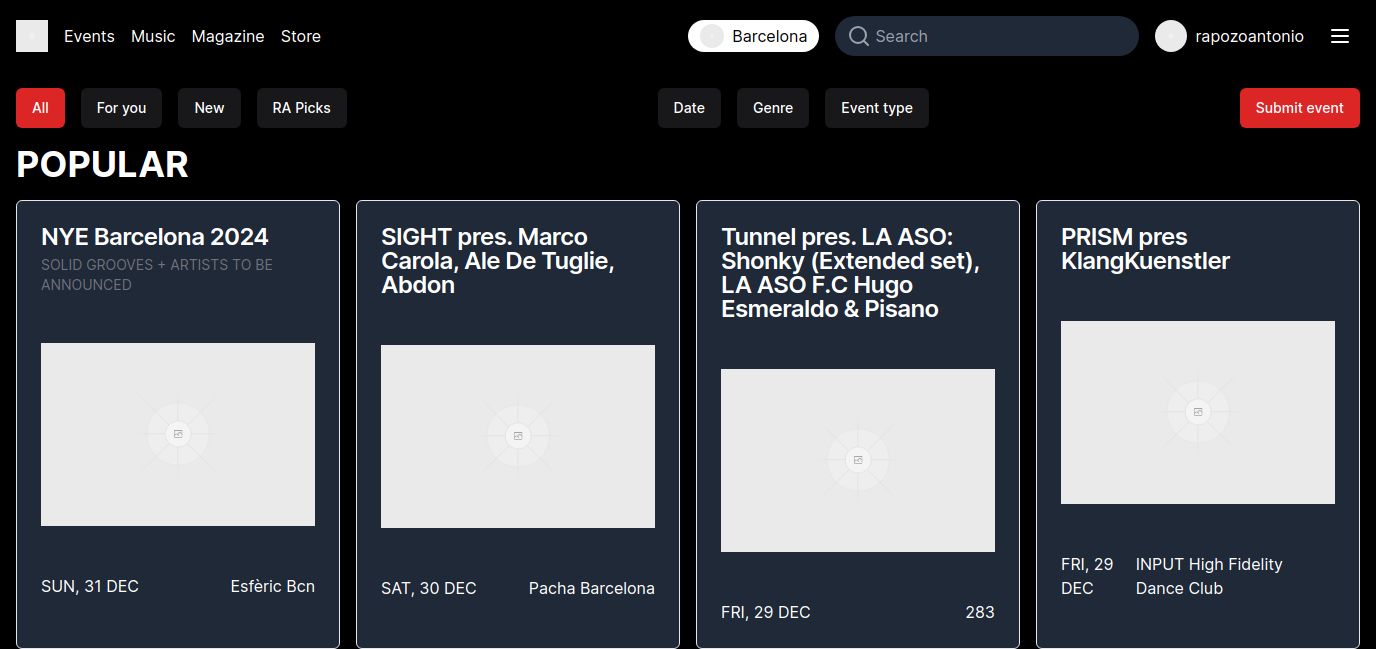 Events Music Magazine Store Barcelona Search rapozoantonio
All For you New RA Picks Date Genre Event type Submit event
POPULAR
NYE Barcelona 2024
SOLID GROOVES + ARTISTS TO BE
ANNOUNCED
SUN, 31 DEC Esfèric Bcn
SIGHT pres. Marco
Carola, Ale De Tuglie,
Abdon
SAT, 30 DEC Pacha Barcelona
Tunnel pres. LA ASO:
Shonky (Extended set),
LA ASO F.C Hugo
Esmeraldo & Pisano
FRI, 29 DEC 283
PRISM pres
KlangKuenstler
FRI, 29 INPUT High Fidelity
DEC Dance Club